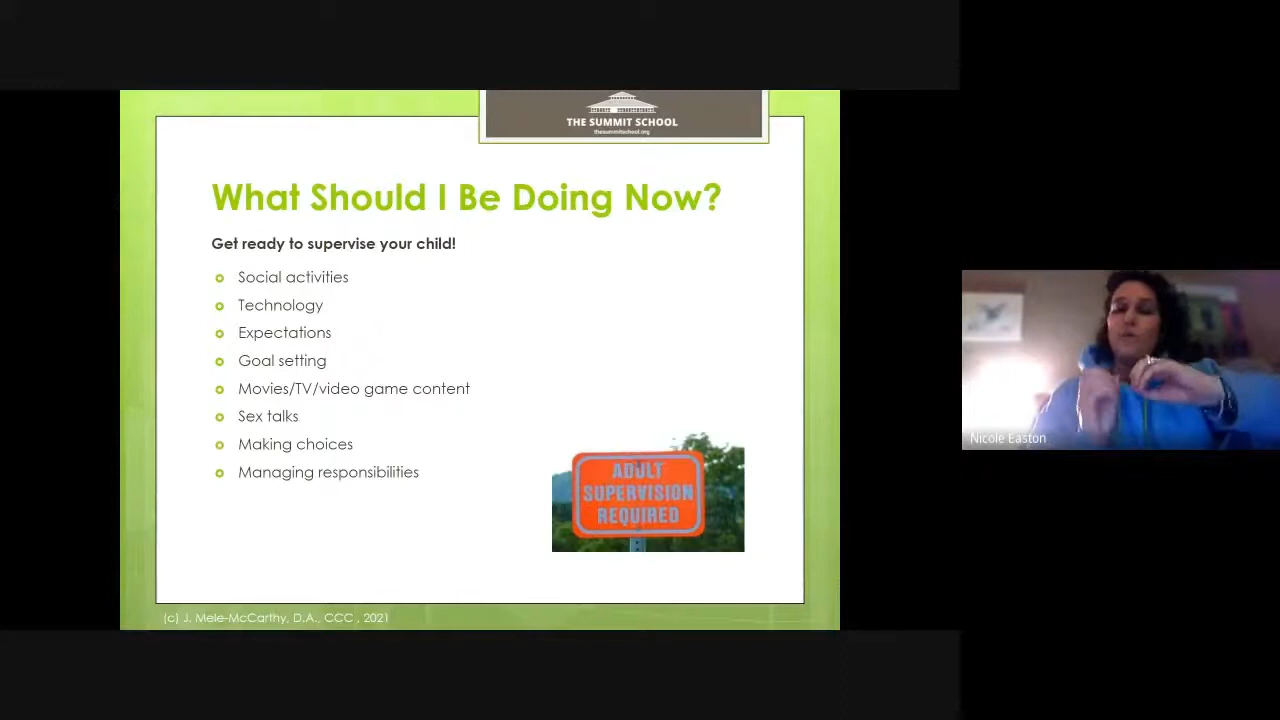 THE SUMMIT SCHOOL
thesummitschool.org
What Should I Be Doing Now?
Get ready to supervise your child!
Social activities
Technology
Expectations
Goal setting
Movies/TV/video game content
Sex talks
Making choices
Managing responsibilities
ADULT
SUPERVISION
REQUIRED
(c) J. Mele-McCarthy, D.A., CCC , 2021
Nicole Easton